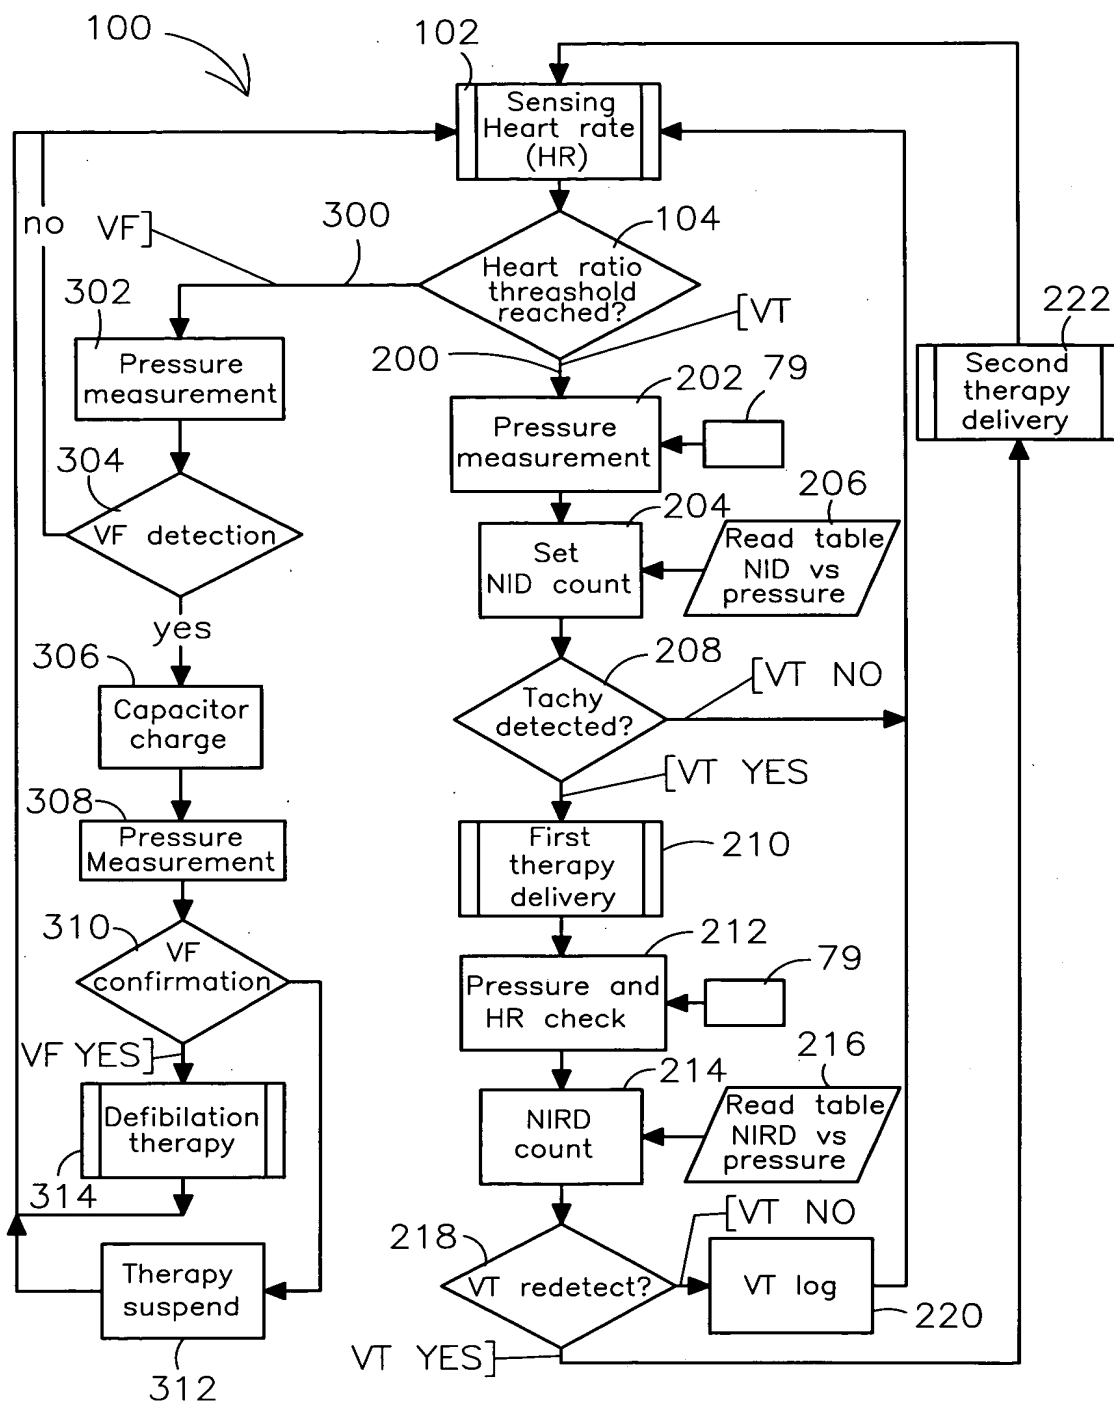 100
102
Sensing
Heart rate
(HR)
no
VF]
300
104
Heart ratio
threashold
reached?
[VT
200
302
Pressure
measurement
202
Pressure
measurement
79
222
Second
therapy
delivery
304
VF detection
204
Set
NID count
206
Read table
NID vs
pressure
yes
306
Capacitor
charge
208
Tachy
detected?
[VT NO
[VT YES
308
Pressure
Measurement
First
therapy
delivery
210
310
VF
confirmation
212
Pressure and
HR check
79
VF YES]
314
Defibilation
therapy
214
NIRD
count
216
Read table
NIRD vs
pressure
218
VT redetect?
[VT NO
VT log
220
Therapy
suspend
312
VT YES]